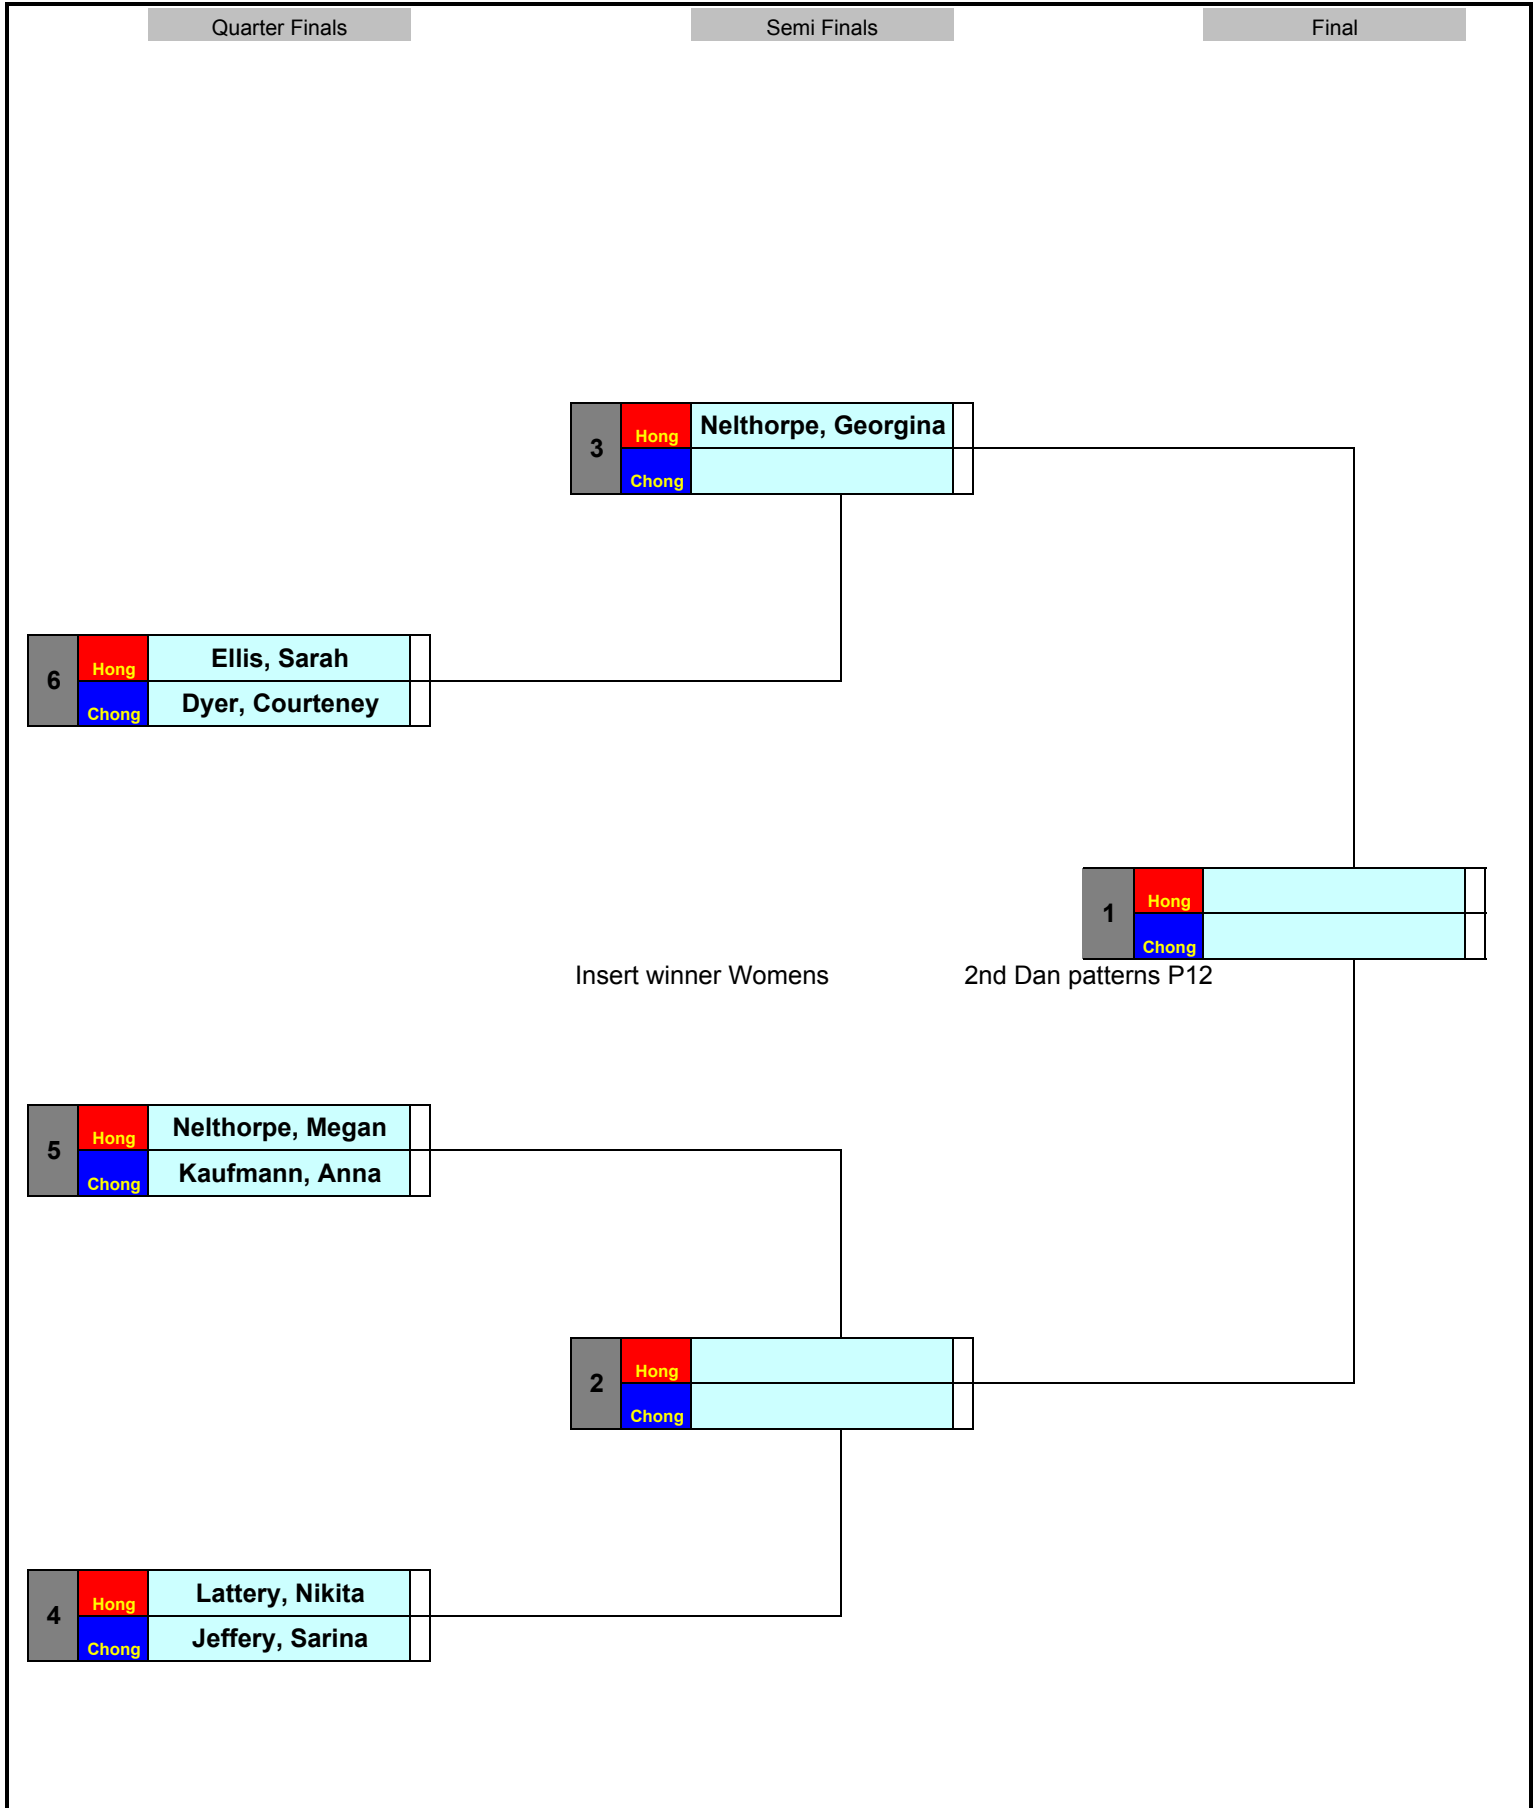 Quarter Finals
Semi Finals
Final
3
Hong
Nelthorpe, Georgina
Chong
6
Hong
Ellis, Sarah
Chong
Dyer, Courteney
1
Hong
Chong
Insert winner Womens 2nd Dan patterns P12
5
Hong
Nelthorpe, Megan
Chong
Kaufmann, Anna
2
Hong
Chong
4
Hong
Lattery, Nikita
Chong
Jeffery, Sarina